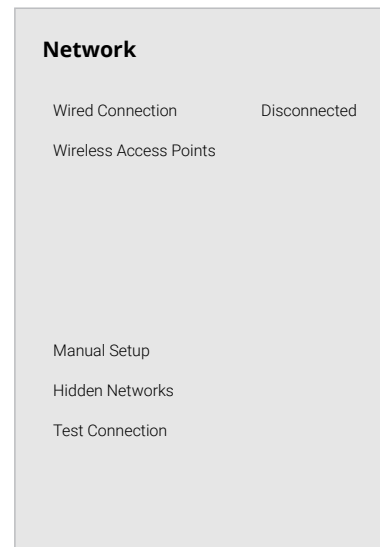 Network
Wired Connection Disconnected
Wireless Access Points
Manual Setup
Hidden Networks
Test Connection